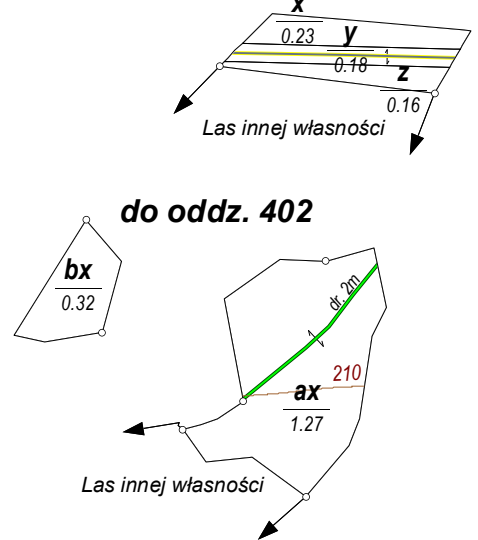 x
0.23
y
0.18
z
0.16
Las innej własności
do oddz. 402
bx
0.32
dr. 2m
210
ax
1.27
Las innej własności